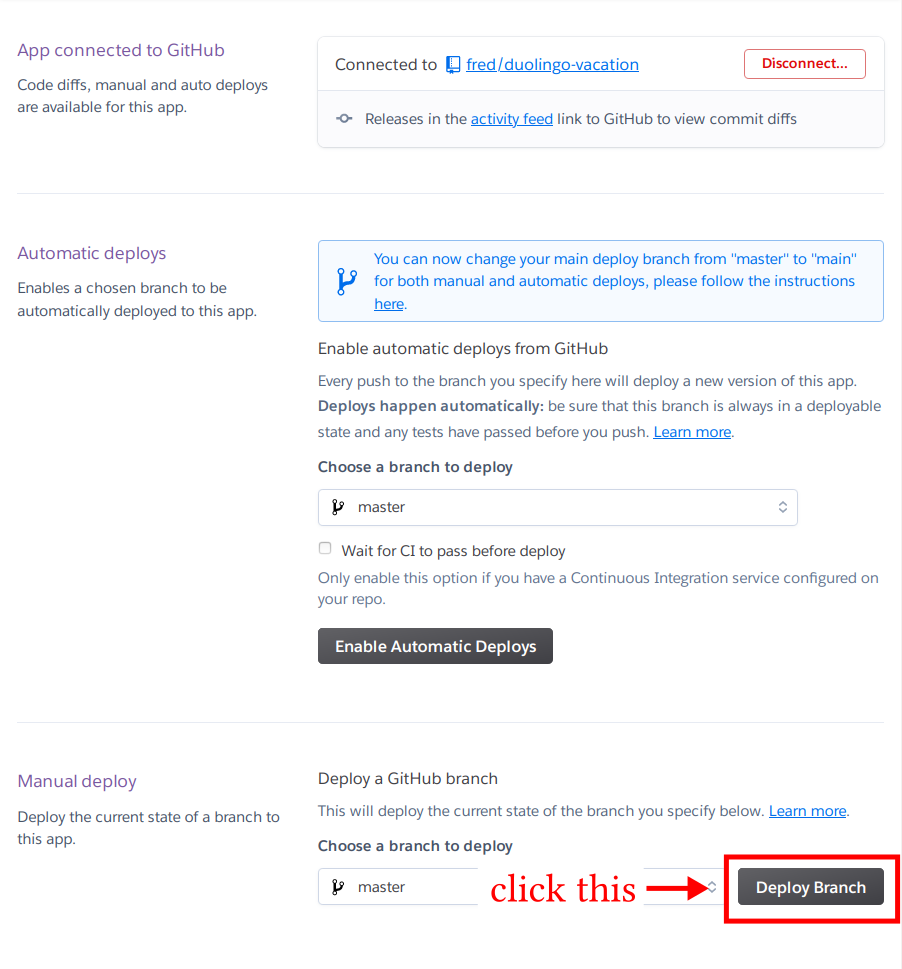 App connected to GitHub
Code diffs, manual and auto deploys
are available for this app.
Connected to fred/duolingo-vacation
Disconnect...
Releases in the activity feed link to GitHub to view commit diffs
Automatic deploys
Enables a chosen branch to be
automatically deployed to this app.
You can now change your main deploy branch from "master" to "main"
for both manual and automatic deploys, please follow the instructions
here.
Enable automatic deploys from GitHub
Every push to the branch you specify here will deploy a new version of this app.
Deploys happen automatically: be sure that this branch is always in a deployable
state and any tests have passed before you push. Learn more.
Choose a branch to deploy
master
Wait for CI to pass before deploy
Only enable this option if you have a Continuous Integration service configured on
your repo.
Enable Automatic Deploys
Manual deploy
Deploy the current state of a branch to
this app.
Deploy a GitHub branch
This will deploy the current state of the branch you specify below. Learn more.
Choose a branch to deploy
master
click this
Deploy Branch